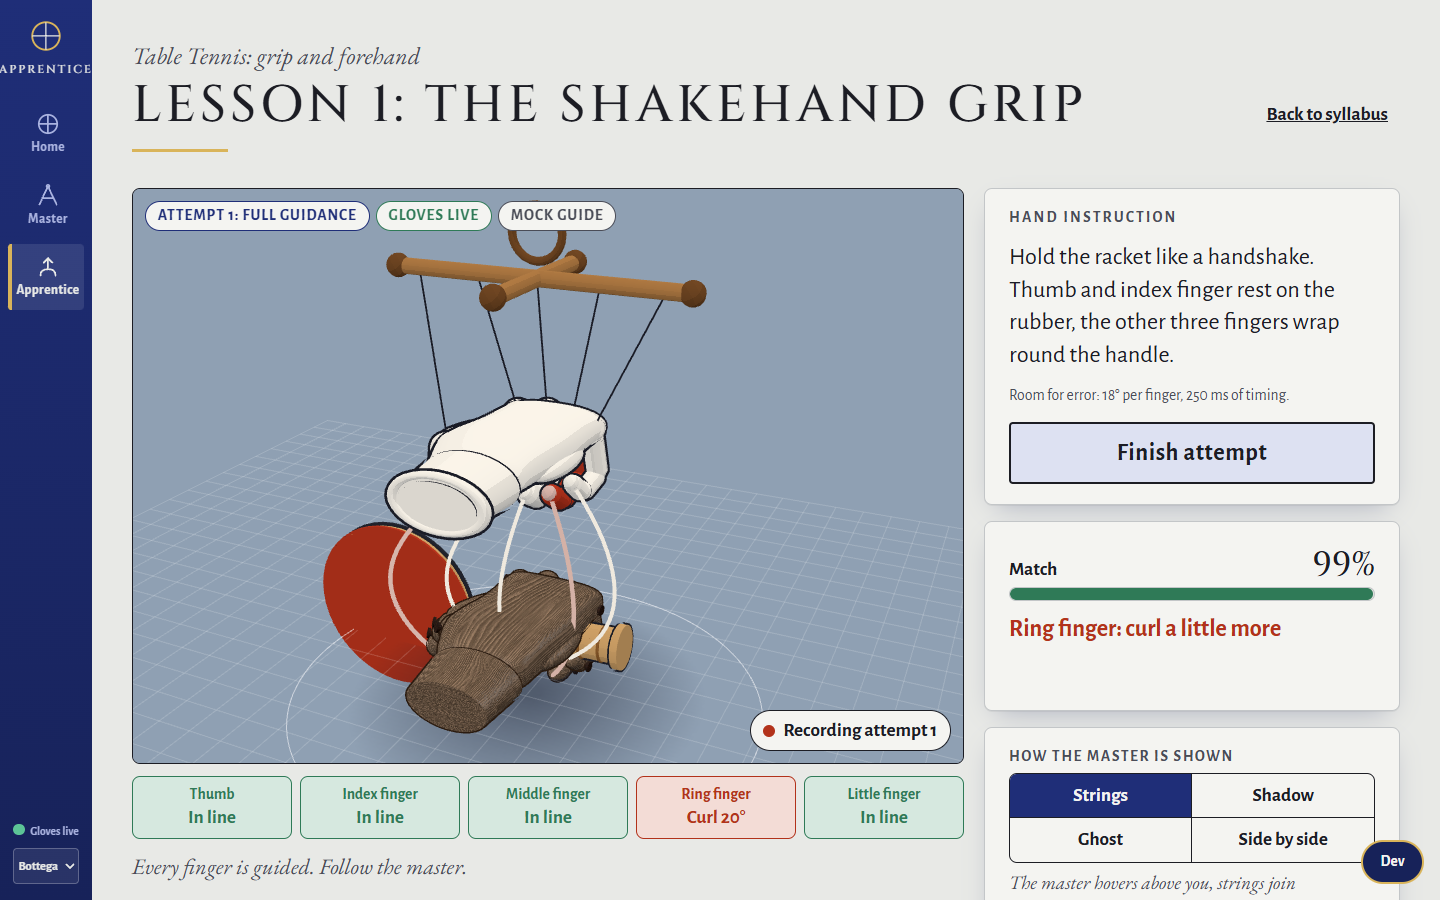 APPRENTICE
Home
Master
Apprentice
Gloves live
Bottega
Table Tennis: grip and forehand
LESSON 1: THE SHAKEHAND GRIP
Back to syllabus
ATTEMPT 1: FULL GUIDANCE
GLOVES LIVE
MOCK GUIDE
Recording attempt 1
Thumb
In line
Index finger
In line
Middle finger
In line
Ring finger
Curl 20°
Little finger
In line
Every finger is guided. Follow the master.
HAND INSTRUCTION
Hold the racket like a handshake.
Thumb and index finger rest on the
rubber, the other three fingers wrap
round the handle.
Room for error: 18° per finger, 250 ms of timing.
Finish attempt
Match
99%
Ring finger: curl a little more
HOW THE MASTER IS SHOWN
Strings
Shadow
Ghost
Side by side
The master hovers above you, strings join
Dev